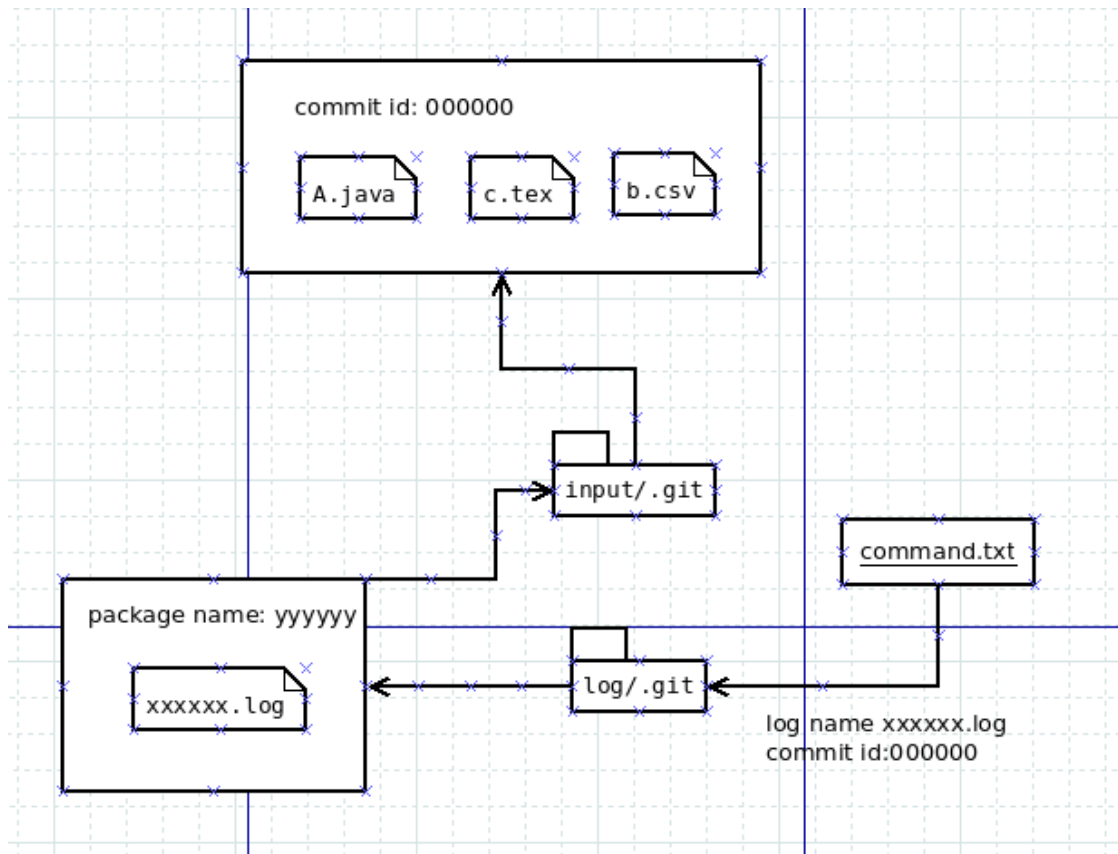 commit id: 000000
A.java
c.tex
b.csv
input/.git
command.txt
package name: yyyyyy
xxxxxx.log
log/.git
log name xxxxxx.log
commit id:000000